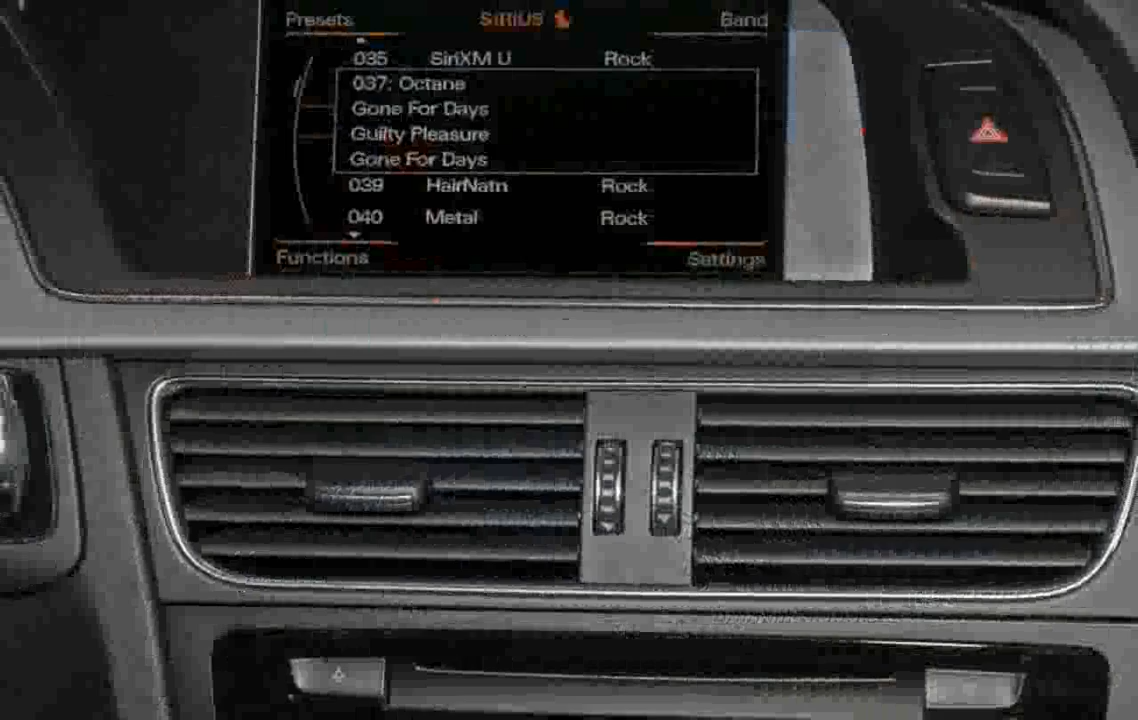 Presets SIRIUS Band
035 SiriXM U Rock
037: Octane
Gone For Days
Guilty Pleasure
Gone For Days
039 HairNatn Rock
040 Metal Rock
Functions Settings